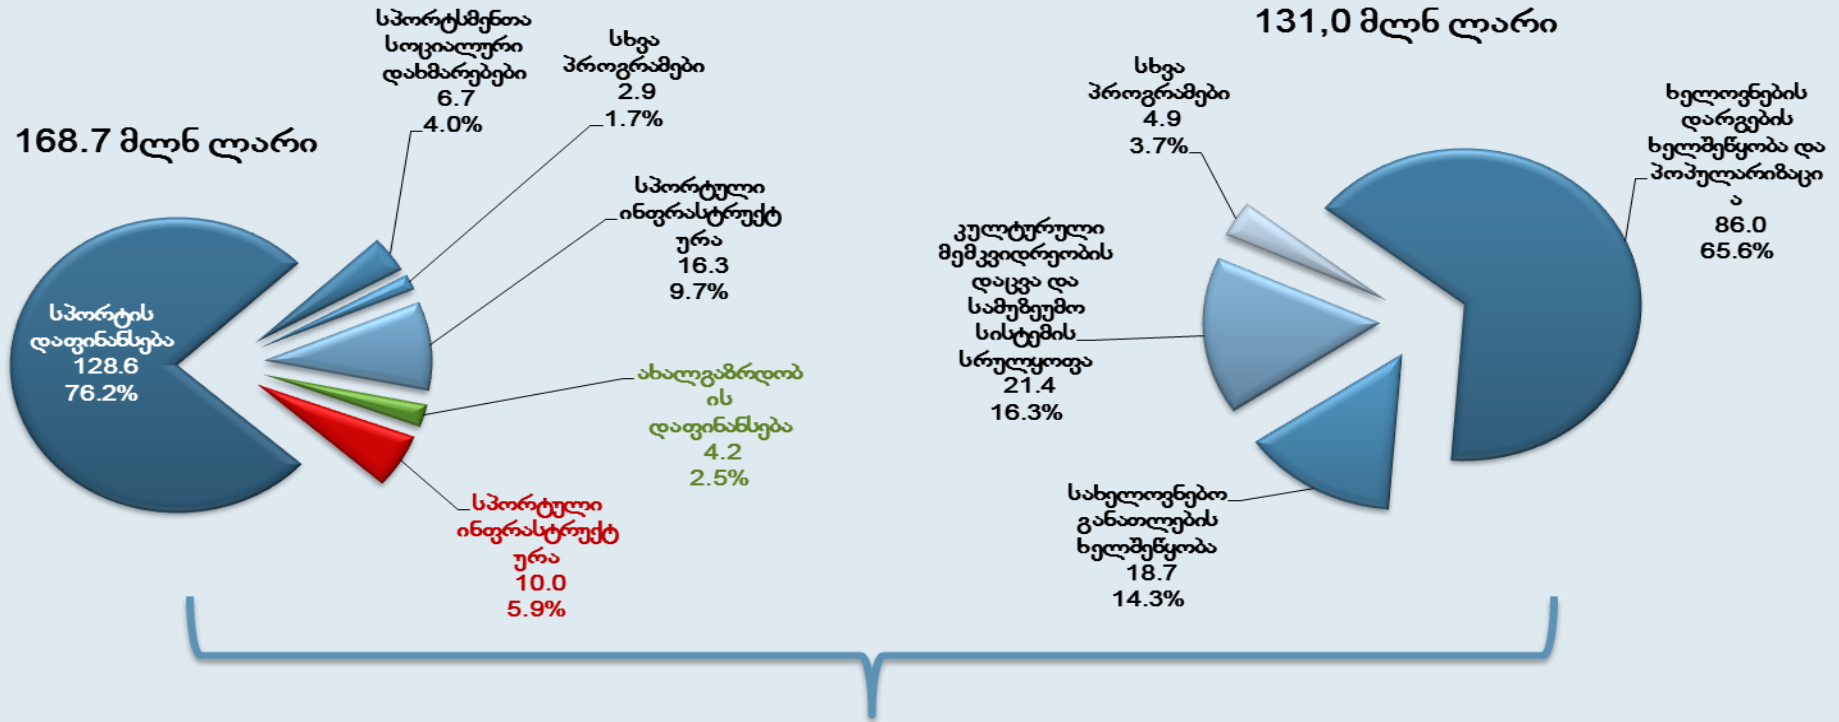 168.7 მლნ ლარი
სპორტსმენთა
სოციალური
დახმარებები
6.7
4.0%
სხვა
პროგრამები
2.9
1.7%
სპორტული
ინფრასტრუქტ
ურა
16.3
9.7%
სპორტის
დაფინანსება
128.6
76.2%
ახალგაზრდობ
ის
დაფინანსება
4.2
2.5%
სპორტული
ინფრასტრუქტ
ურა
10.0
5.9%
131,0 მლნ ლარი
სხვა
პროგრამები
4.9
3.7%
ხელოვნების
დარგების
ხელშეწყობა და
პოპულარიზაცი
ა
86.0
65.6%
კულტურული
მემკვიდრეობის
დაცვა და
სამუზეუმო
სისტემის
სრულყოფა
21.4
16.3%
სახელოვნებო
განათლების
ხელშეწყობა
18.7
14.3%